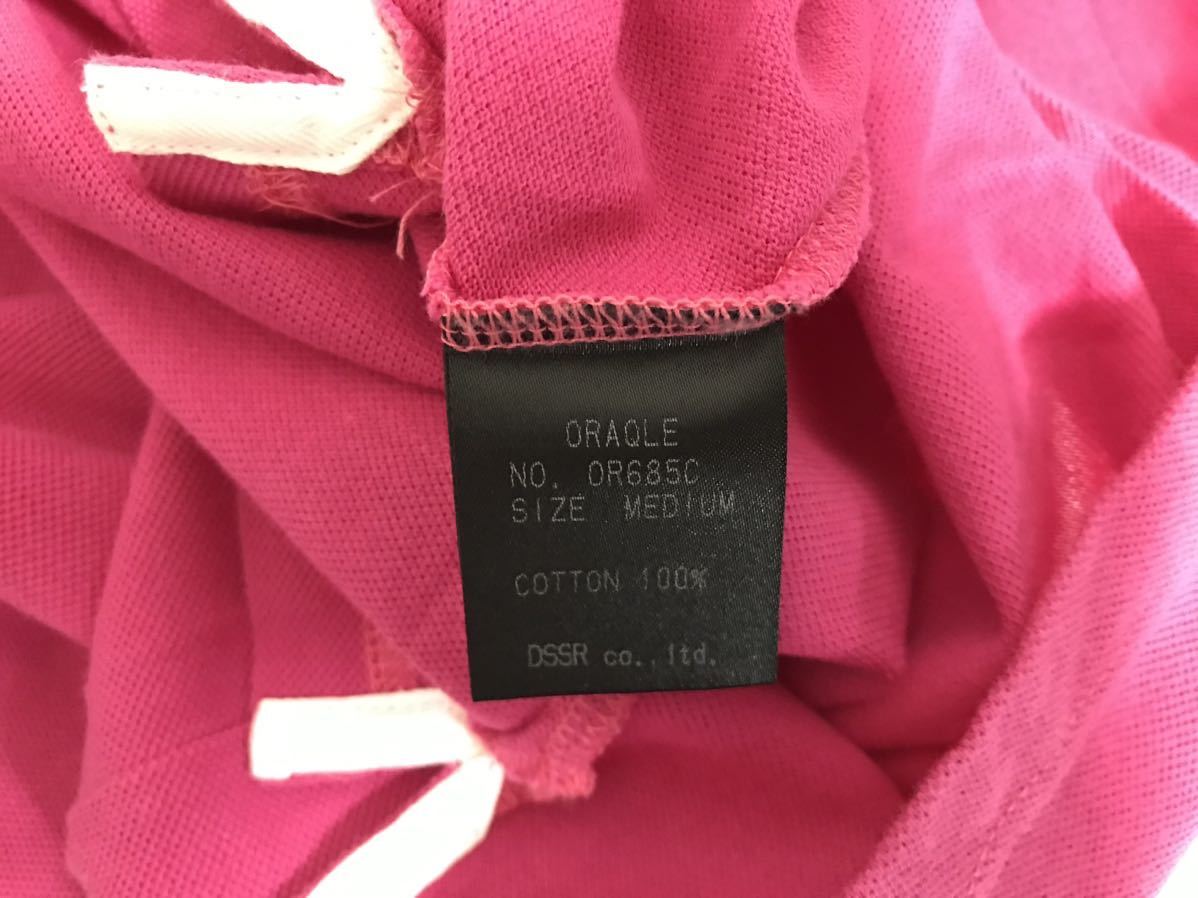 ORAQLE
NO. OR685C
SIZE MEDIUM
COTTON 100%
DSSR co.,ltd.